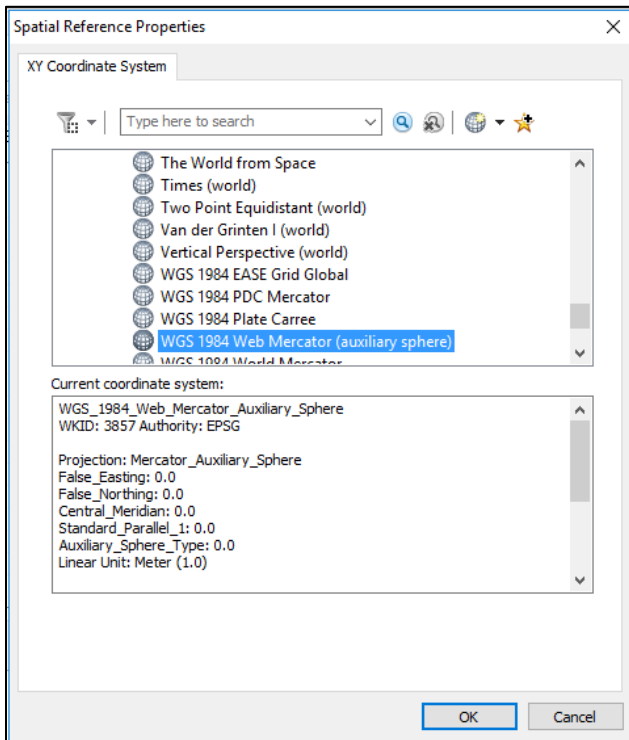 Spatial Reference Properties
XY Coordinate System
Type here to search
The World from Space
Times (world)
Two Point Equidistant (world)
Van der Grinten I (world)
Vertical Perspective (world)
WGS 1984 EASE Grid Global
WGS 1984 PDC Mercator
WGS 1984 Plate Carree
WGS 1984 Web Mercator (auxiliary sphere)
WGS 1984 World Mercator
Current coordinate system:
WGS_1984_Web_Mercator_Auxiliary_Sphere
WKID: 3857 Authority: EPSG
Projection: Mercator_Auxiliary_Sphere
False_Easting: 0.0
False_Northing: 0.0
Central_Meridian: 0.0
Standard_Parallel_1: 0.0
Auxiliary_Sphere_Type: 0.0
Linear Unit: Meter (1.0)
OK Cancel